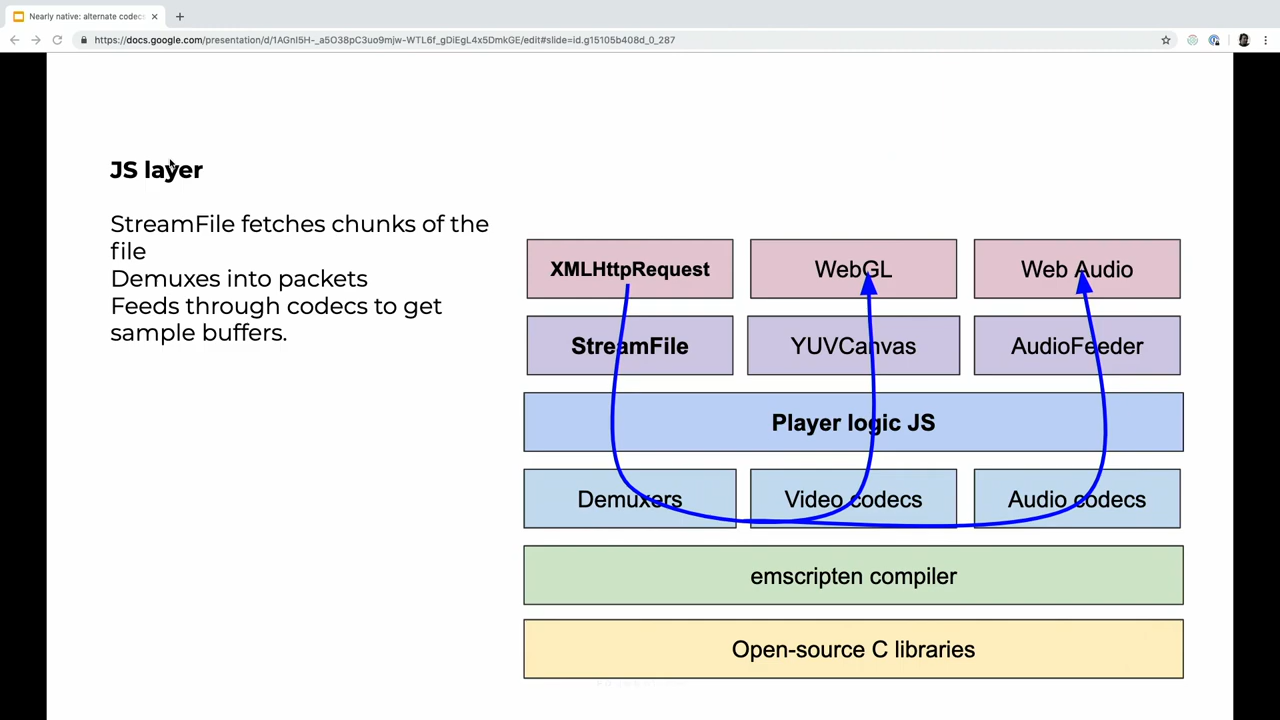 Nearly native: alternate codecs
https://docs.google.com/presentation/d/1AGnI5H-_a5O38pC3uo9mjw-WTL6f_gDiEgL4x5DmkGE/edit#slide=id.g15105b408d_0_287
JS layer
StreamFile fetches chunks of the
file
Demuxes into packets
Feeds through codecs to get
sample buffers.
XMLHttpRequest
WebGL
Web Audio
StreamFile
YUVCanvas
AudioFeeder
Player logic JS
Demuxers
Video codecs
Audio codecs
emscripten compiler
Open-source C libraries